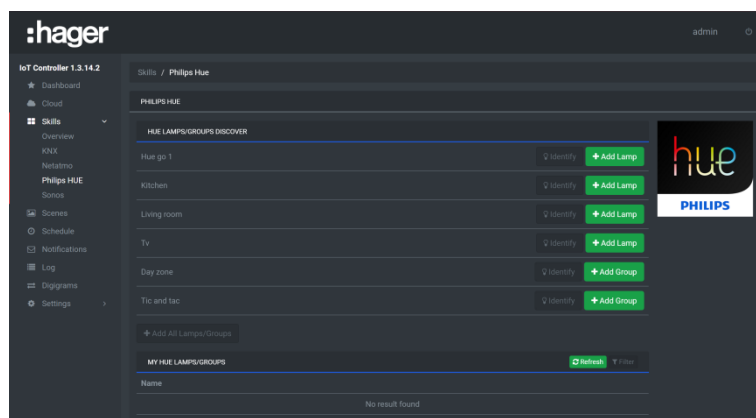 :hager
admin
IoT Controller 1.3.14.2
Dashboard
Cloud
Skills
Overview
KNX
Netatmo
Philips HUE
Sonos
Scenes
Schedule
Notifications
Log
Digigrams
Settings
Skills / Philips Hue
PHILIPS HUE
HUE LAMPS/GROUPS DISCOVER
Hue go 1 Identify + Add Lamp
Kitchen Identify + Add Lamp
Living room Identify + Add Lamp
Tv Identify + Add Lamp
Day zone Identify + Add Group
Tic and tac Identify + Add Group
+ Add All Lamps/Groups
MY HUE LAMPS/GROUPS Refresh Filter
Name
No result found
hue
PHILIPS